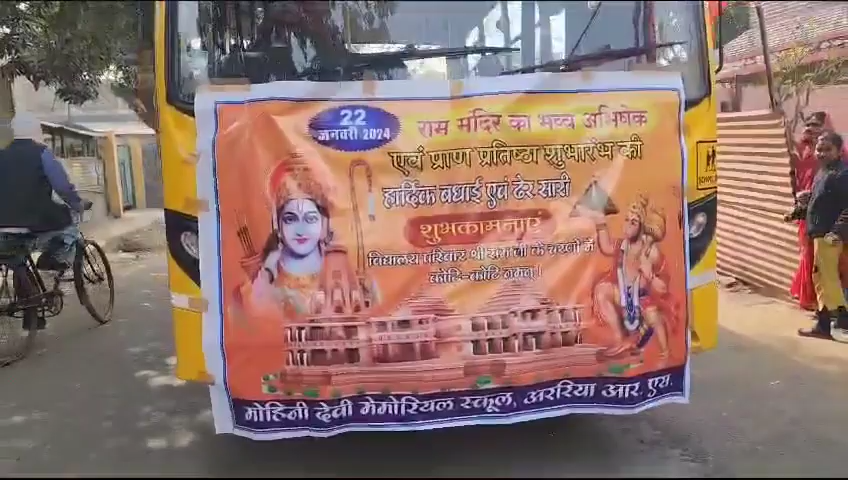 22
जनवरी 2024
राम मंदिर का भव्य अभिषेक
एवं प्राण प्रतिष्ठा शुभारंभ की
हार्दिक बधाई एवं ढेर सारी
शुभकामनाएं
विद्यालय परिवार श्री राम के चरणों में
कोटि-कोटि नमन्।
मोहिनी देवी मेमोरियल स्कूल, अररिया आर. एस.
SCHOOL